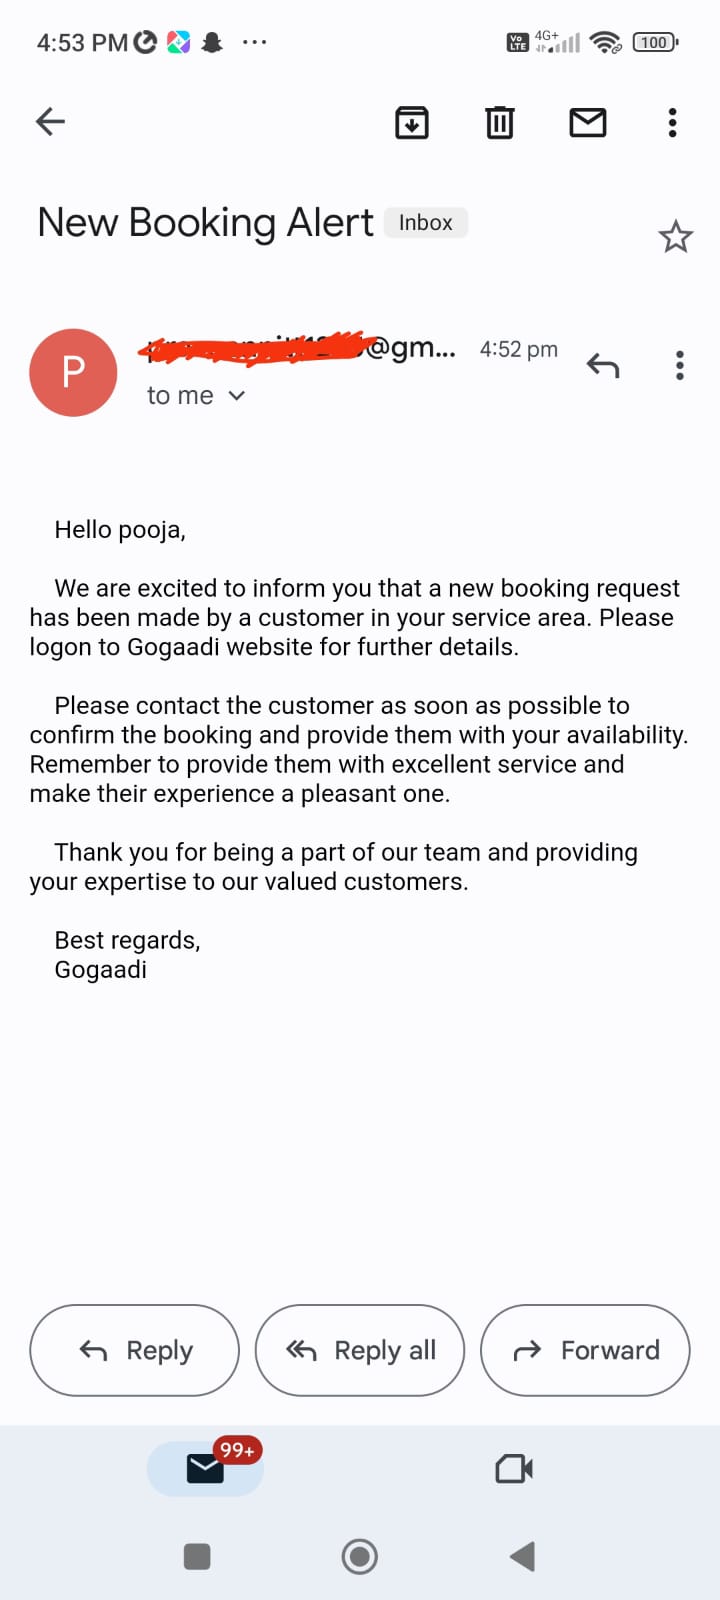 4:53 PM
Vo LTE 4G+ 100
New Booking Alert Inbox
P
@gm... 4:52 pm
to me
Hello pooja,
We are excited to inform you that a new booking request
has been made by a customer in your service area. Please
logon to Gogaadi website for further details.
Please contact the customer as soon as possible to
confirm the booking and provide them with your availability.
Remember to provide them with excellent service and
make their experience a pleasant one.
Thank you for being a part of our team and providing
your expertise to our valued customers.
Best regards,
Gogaadi
Reply Reply all Forward
99+